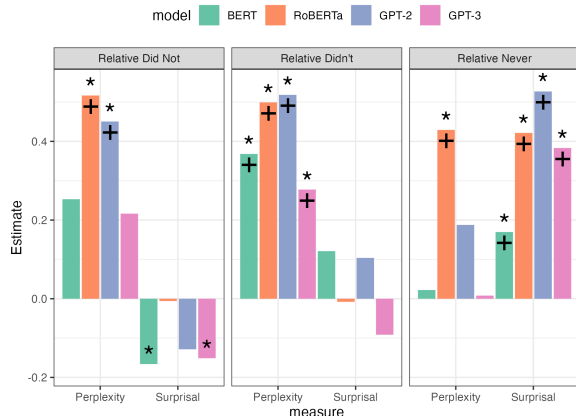 model BERT RoBERTa GPT-2 GPT-3
Relative Did Not Relative Didn't Relative Never
* * * * * * * * * *
+ + + + + + + + + +
* *
0.4
0.2
0.0
-0.2
Estimate
Perplexity Surprisal Perplexity Surprisal Perplexity Surprisal
measure